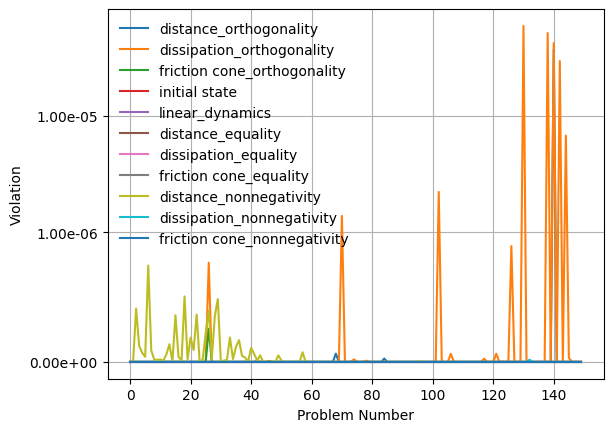 distance_orthogonality
dissipation_orthogonality
friction cone_orthogonality
initial state
linear_dynamics
distance_equality
dissipation_equality
friction cone_equality
distance_nonnegativity
dissipation_nonnegativity
friction cone_nonnegativity
1.00e-05
1.00e-06
0.00e+00
Violation
0 20 40 60 80 100 120 140
Problem Number